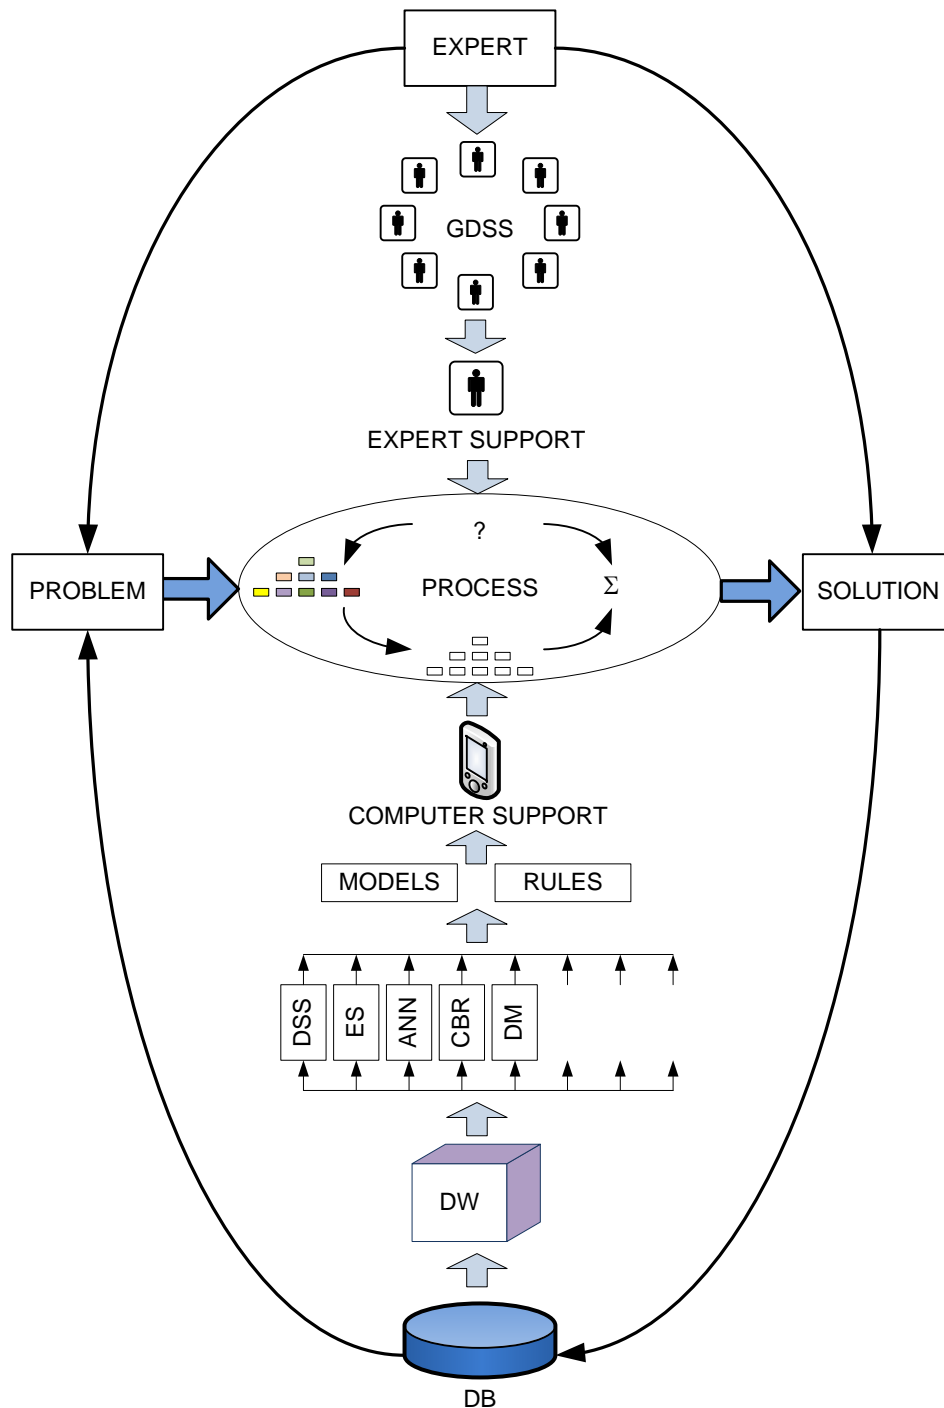 EXPERT
GDSS
EXPERT SUPPORT
?
PROBLEM
PROCESS
Σ
SOLUTION
COMPUTER SUPPORT
MODELS
RULES
DSS
ES
ANN
CBR
DM
DW
DB